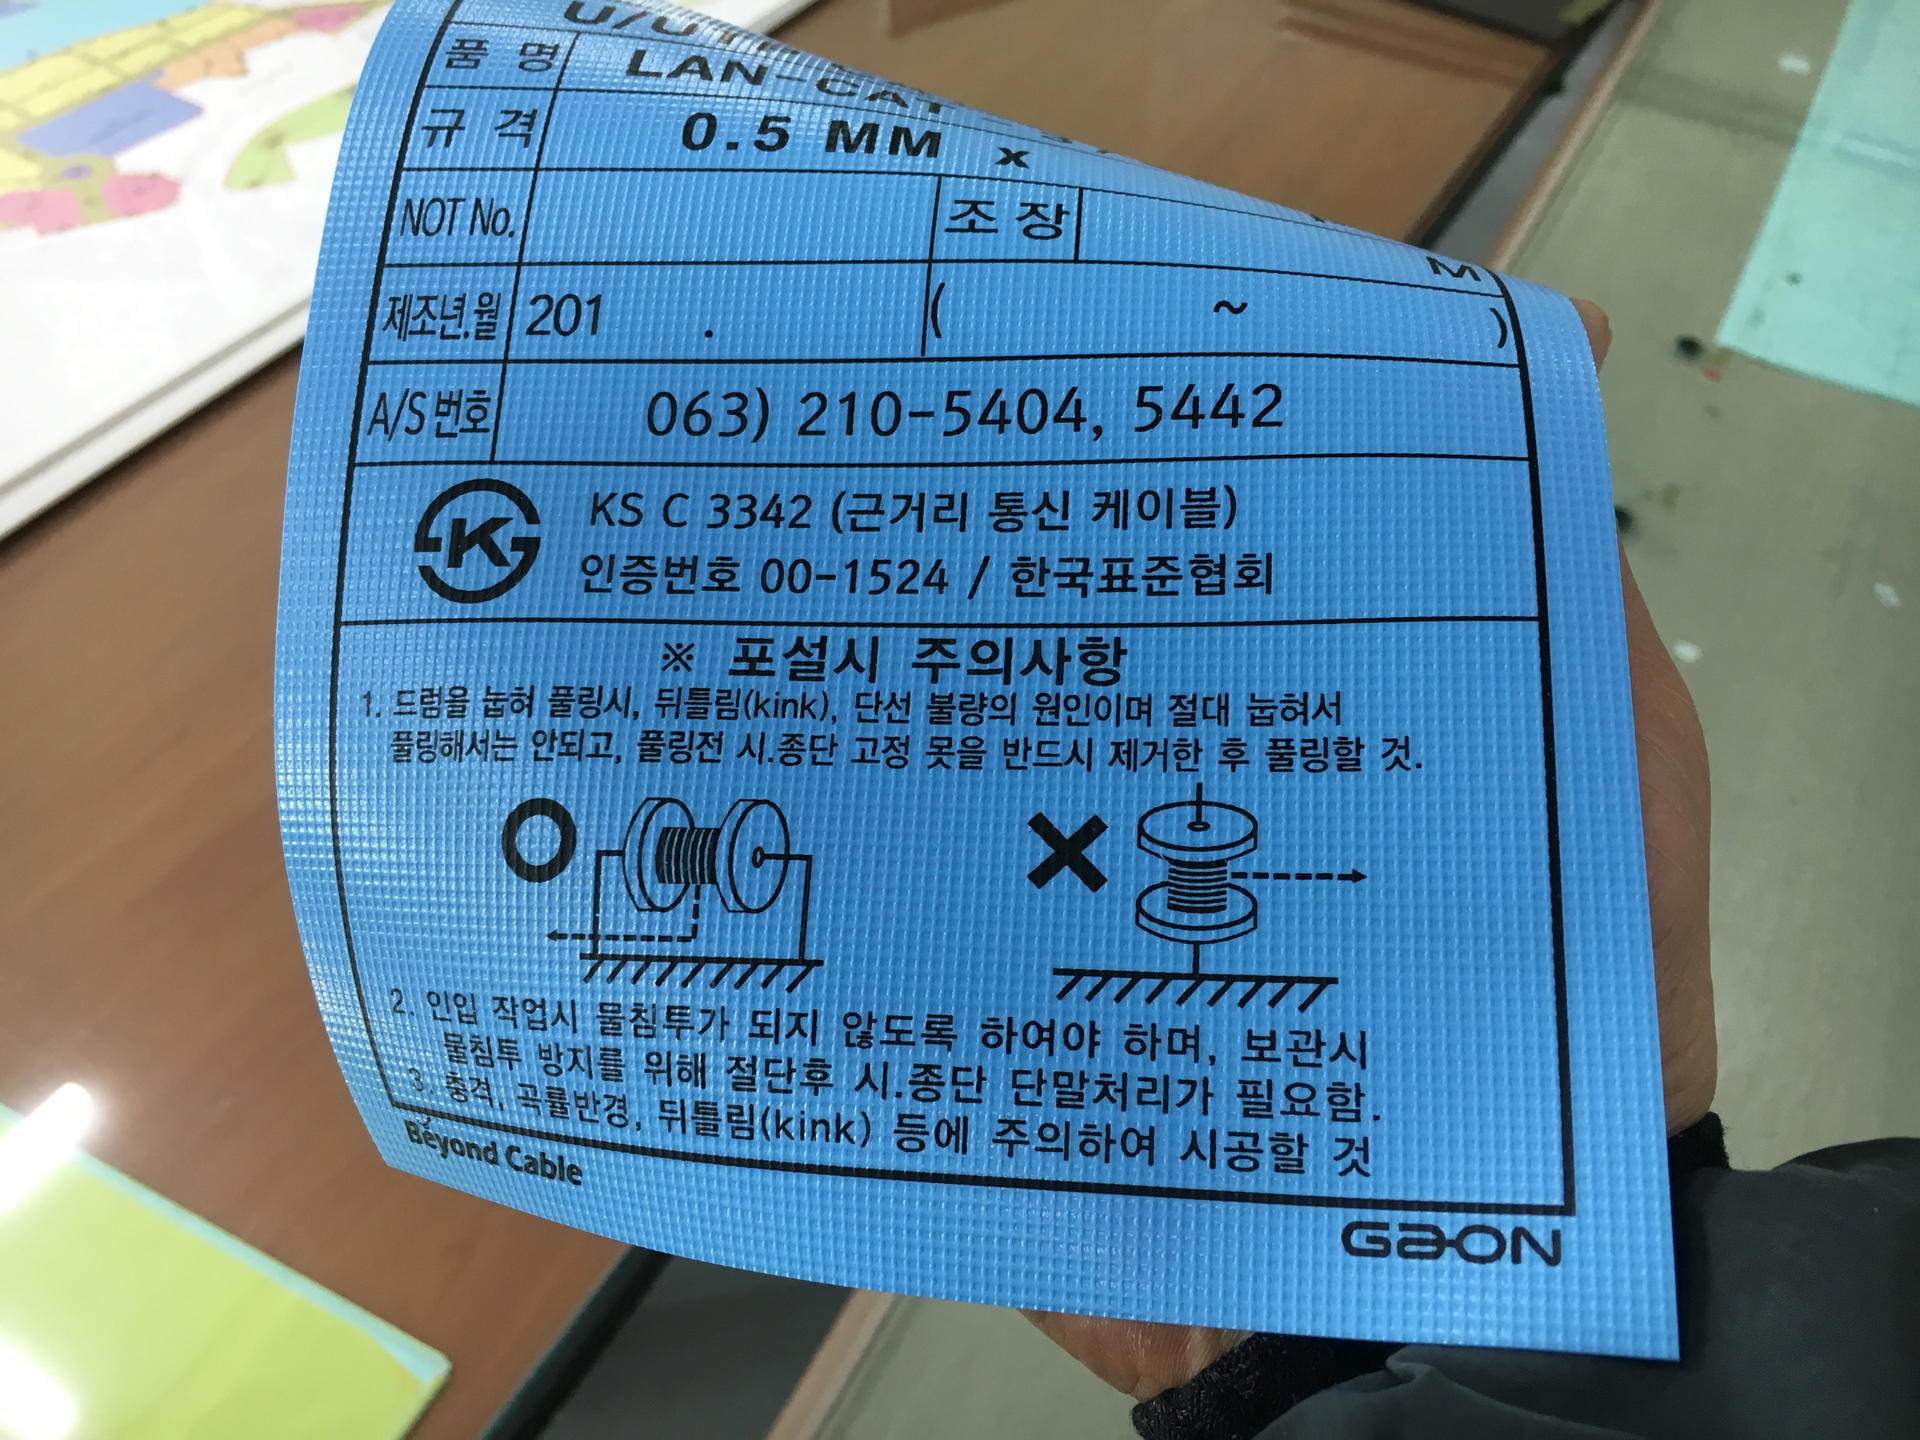 품 명 LAN-CAT
규 격 0.5 MM x
NOT No. 조 장 M
제조년.월 201 . ( ~ )
A/S 번호 063) 210-5404, 5442
KS C 3342 (근거리 통신 케이블)
인증번호 00-1524 / 한국표준협회
※ 포설시 주의사항
1. 드럼을 눕혀 풀링시, 뒤틀림(kink), 단선 불량의 원인이며 절대 눕혀서
풀링해서는 안되고, 풀링전 시.종단 고정 못을 반드시 제거한 후 풀링할 것.
2. 인입 작업시 물침투가 되지 않도록 하여야 하며, 보관시
물침투 방지를 위해 절단후 시.종단 단말처리가 필요함.
3. 충격, 곡률반경, 뒤틀림(kink) 등에 주의하여 시공할 것
Beyond Cable
GaON